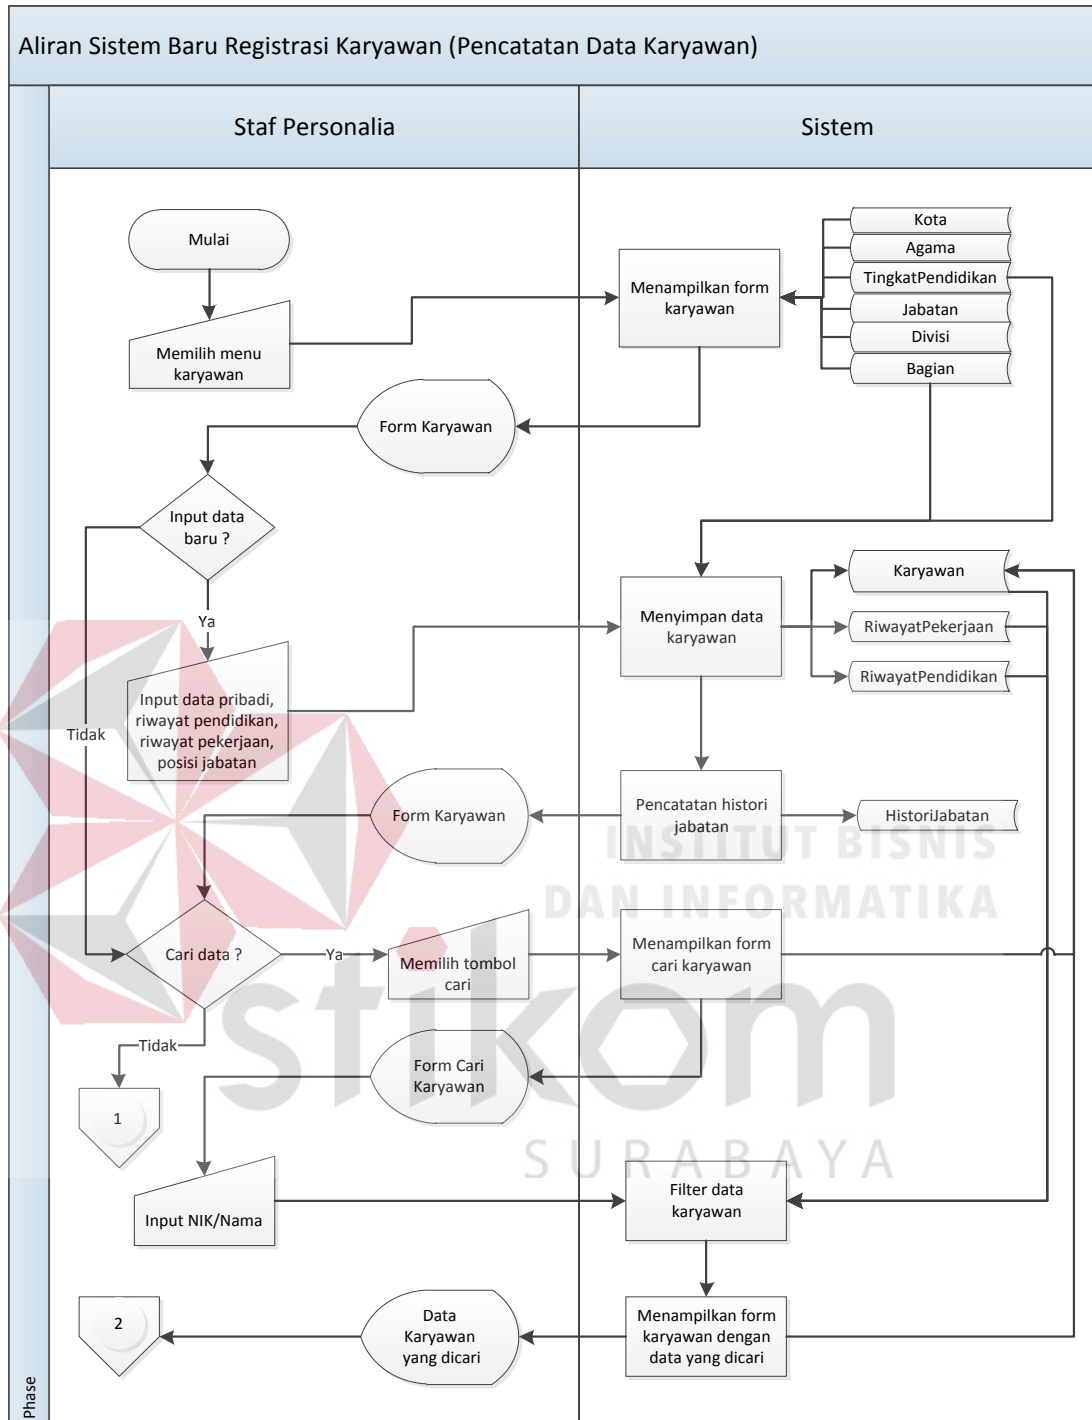 Aliran Sistem Baru Registrasi Karyawan (Pencatatan Data Karyawan)
Staf Personalia
Sistem
Mulai
Kota
Agama
TingkatPendidikan
Jabatan
Divisi
Bagian
Menampilkan form
karyawan
Memilih menu
karyawan
Form Karyawan
Input data
baru ?
Ya
Tidak
Menyimpan data
karyawan
Karyawan
RiwayatPekerjaan
RiwayatPendidikan
Input data pribadi,
riwayat pendidikan,
riwayat pekerjaan,
posisi jabatan
Form Karyawan
Pencatatan histori
jabatan
HistoriJabatan
INSTITUT BISNIS
DAN INFORMATIKA
Cari data ?
Ya
Memilih tombol
cari
Menampilkan form
cari karyawan
stikom
SURABAYA
Tidak
1
Form Cari
Karyawan
Input NIK/Nama
Filter data
karyawan
2
Data
Karyawan
yang dicari
Menampilkan form
karyawan dengan
data yang dicari
Phase